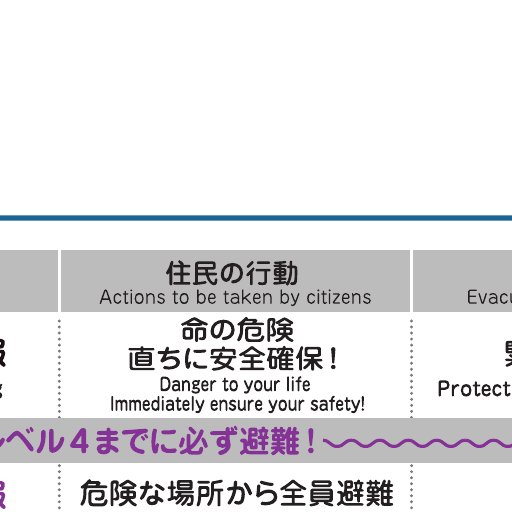 住民の行動
Actions to be taken by citizens
命の危険
直ちに安全確保！
報
Danger to your life
Protect
Immediately ensure your safety!
ベル４までに必ず避難！
報
危険な場所から全員避難